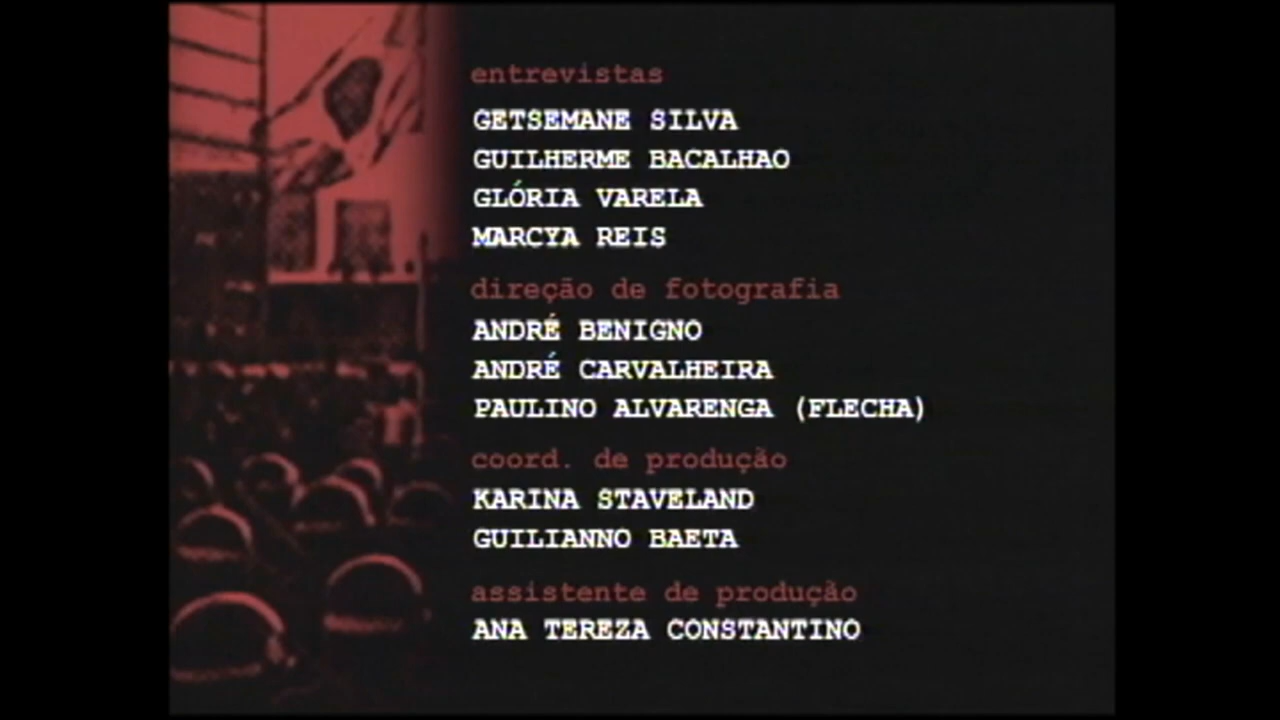 entrevistas
GETSEMANE SILVA
GUILHERME BACALHAO
GLÓRIA VARELA
MARCYA REIS
direção de fotografia
ANDRÉ BENIGNO
ANDRÉ CARVALHEIRA
PAULINO ALVARENGA (FLECHA)
coord. de produção
KARINA STAVELAND
GUILIANNO BAETA
assistente de produção
ANA TEREZA CONSTANTINO